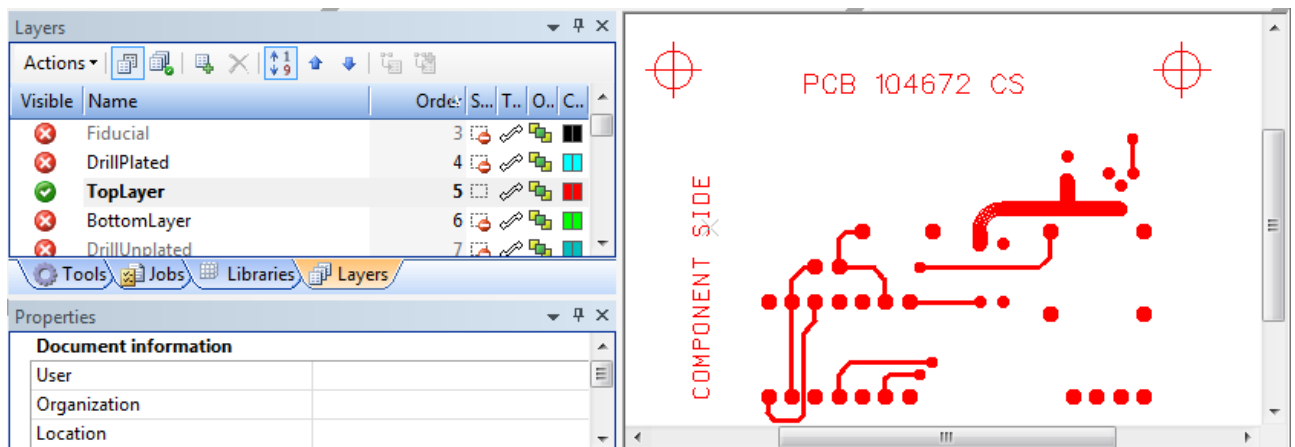 Layers
Actions
Visible Name Order S... T.. O.. C..
Fiducial 3
DrillPlated 4
TopLayer 5
BottomLayer 6
DrillUnplated 7
Tools Jobs Libraries Layers
Properties
Document information
User
Organization
Location
PCB 104672 CS
COMPONENT SIDE